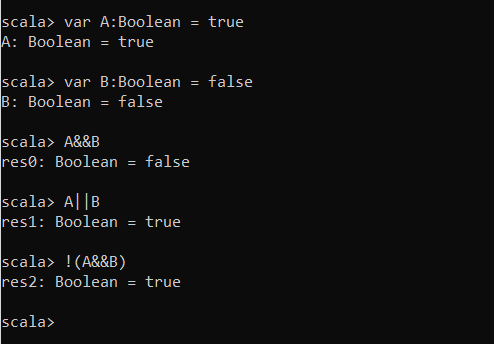 scala> var A:Boolean = true
A: Boolean = true
scala> var B:Boolean = false
B: Boolean = false
scala> A&&B
res0: Boolean = false
scala> A||B
res1: Boolean = true
scala> !(A&&B)
res2: Boolean = true
scala>